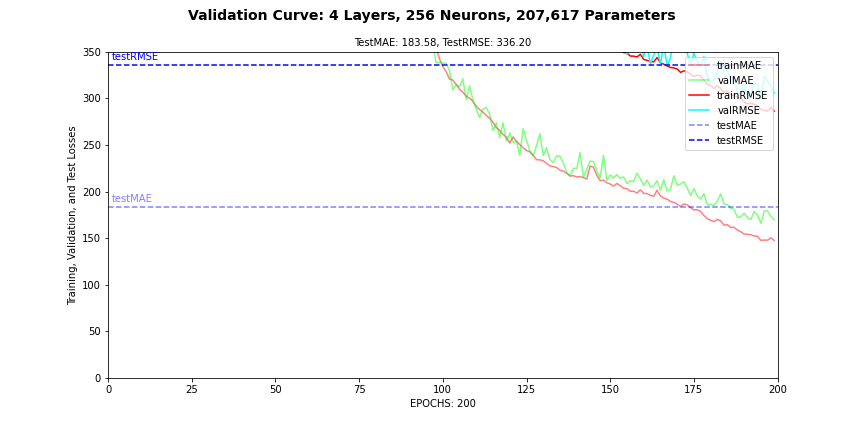 Validation Curve: 4 Layers, 256 Neurons, 207,617 Parameters
TestMAE: 183.58, TestRMSE: 336.20
350
300
250
200
150
100
50
0
Training, Validation, and Test Losses
testRMSE
testMAE
trainMAE
valMAE
trainRMSE
valRMSE
testMAE
testRMSE
0
25
50
75
100
125
150
175
200
EPOCHS: 200